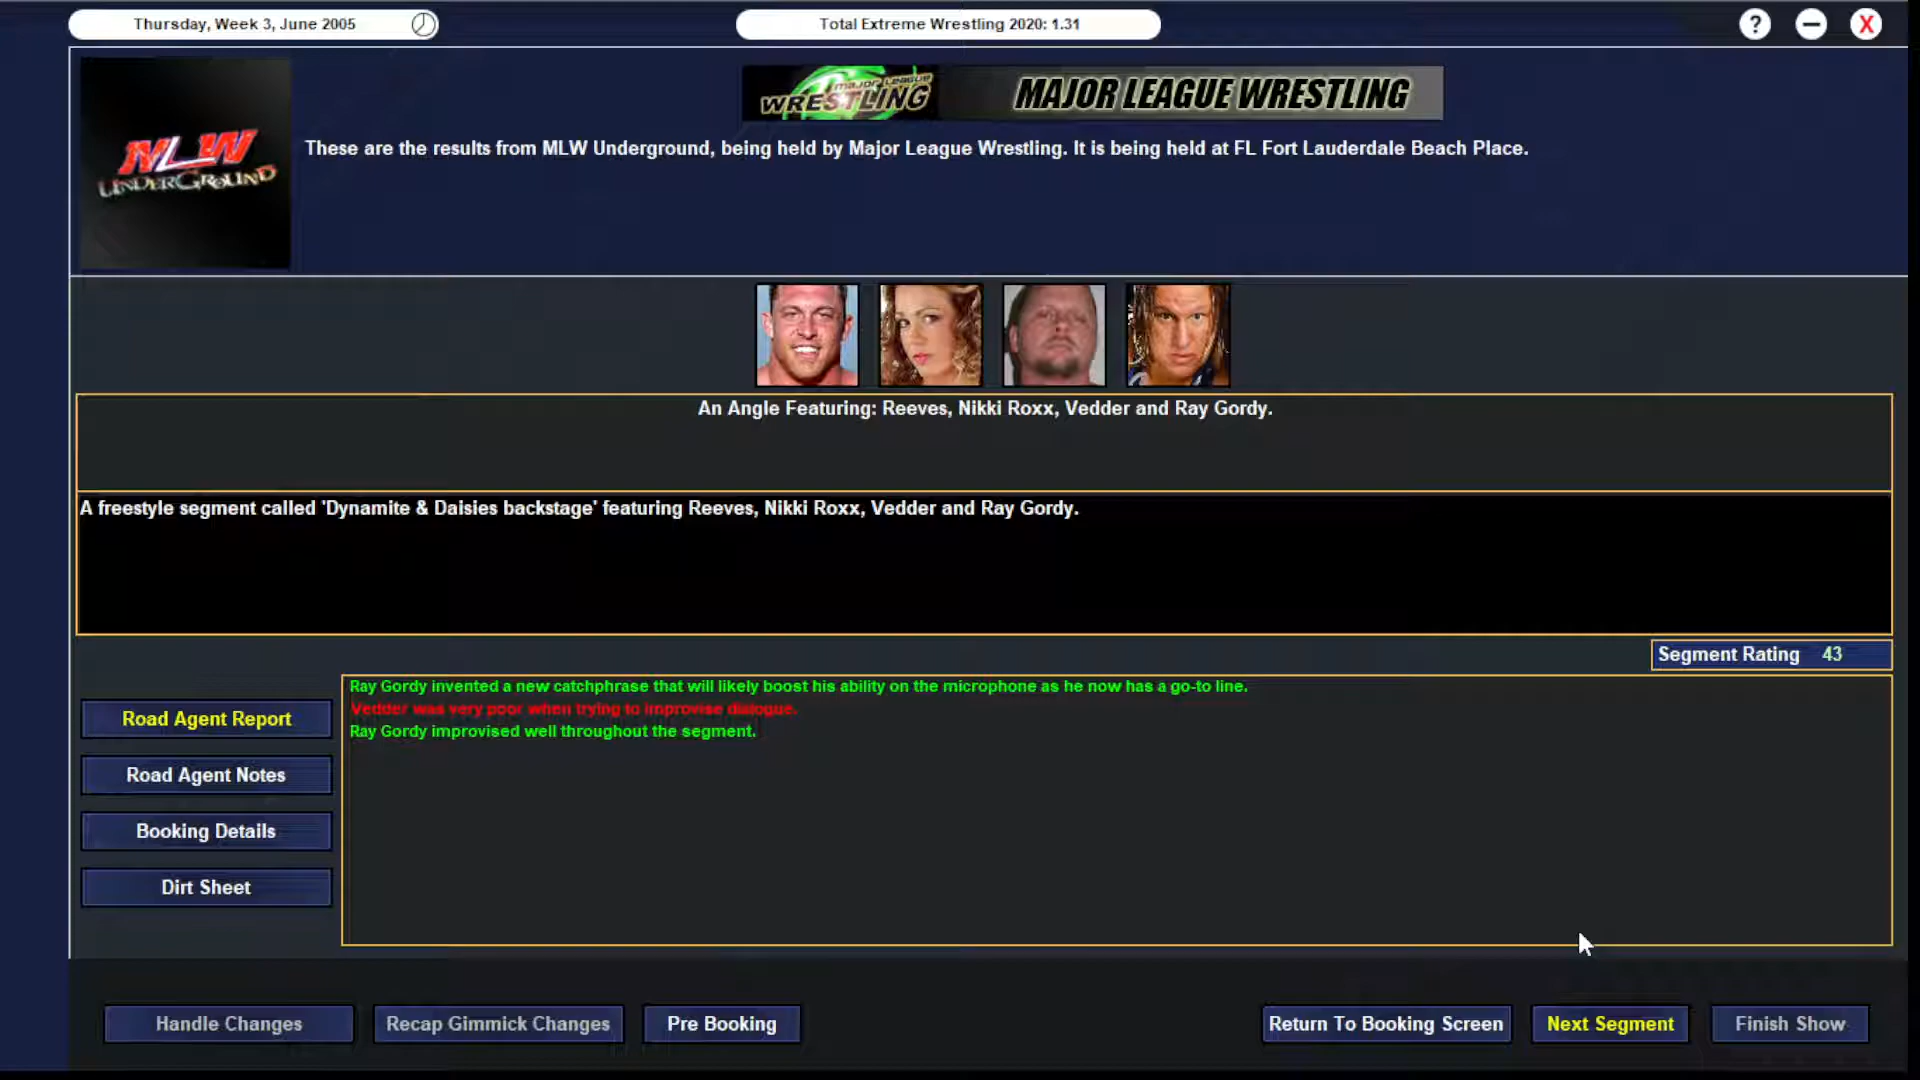 Thursday, Week 3, June 2005
Total Extreme Wrestling 2020: 1.31
?
X
MAJOR LEAGUE
WRESTLING
MAJOR LEAGUE WRESTLING
MLW
UNDERGROUND
These are the results from MLW Underground, being held by Major League Wrestling. It is being held at FL Fort Lauderdale Beach Place.
An Angle Featuring: Reeves, Nikki Roxx, Vedder and Ray Gordy.
A freestyle segment called 'Dynamite & Daisies backstage' featuring Reeves, Nikki Roxx, Vedder and Ray Gordy.
Segment Rating 43
Ray Gordy invented a new catchphrase that will likely boost his ability on the microphone as he now has a go-to line.
Vedder was very poor when trying to improvise dialogue.
Ray Gordy improvised well throughout the segment.
Road Agent Report
Road Agent Notes
Booking Details
Dirt Sheet
Handle Changes
Recap Gimmick Changes
Pre Booking
Return To Booking Screen
Next Segment
Finish Show